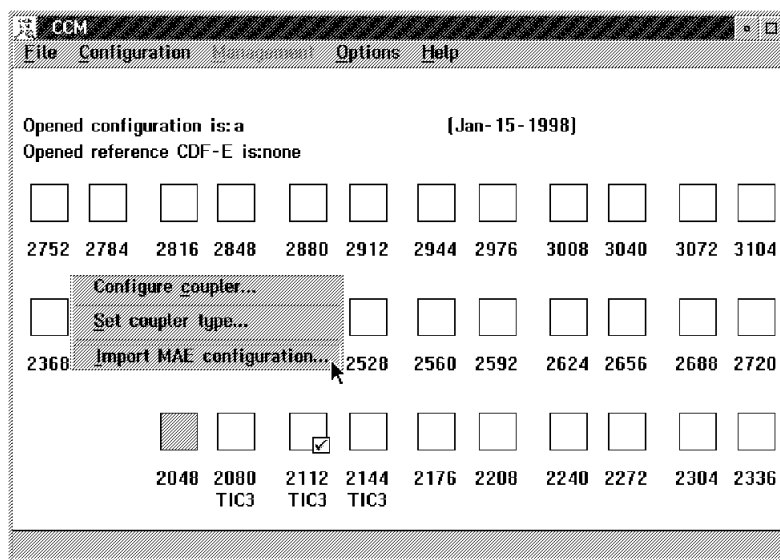 CCM
File Configuration Management Options Help
Opened configuration is:a (Jan-15-1998)
Opened reference CDF-E is:none
2752 2784 2816 2848 2880 2912 2944 2976 3008 3040 3072 3104
Configure coupler...
Set coupler type...
Import MAE configuration...
2368 2528 2560 2592 2624 2656 2688 2720
2048 2080 2112 2144 2176 2208 2240 2272 2304 2336
TIC3 TIC3 TIC3